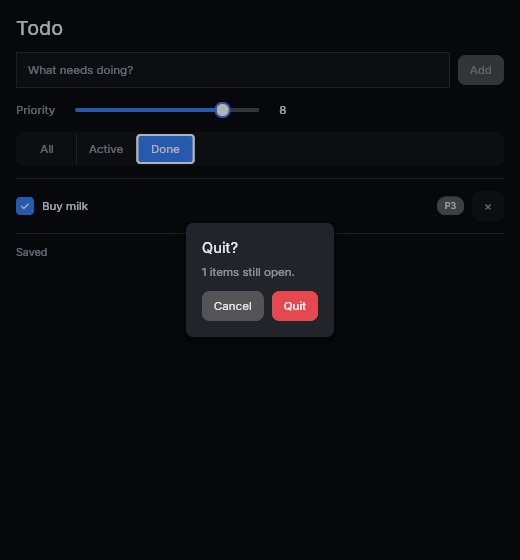 Todo
What needs doing? Add
Priority 8
All Active Done
Buy milk P3 ×
Saved
Quit?
1 items still open.
Cancel Quit